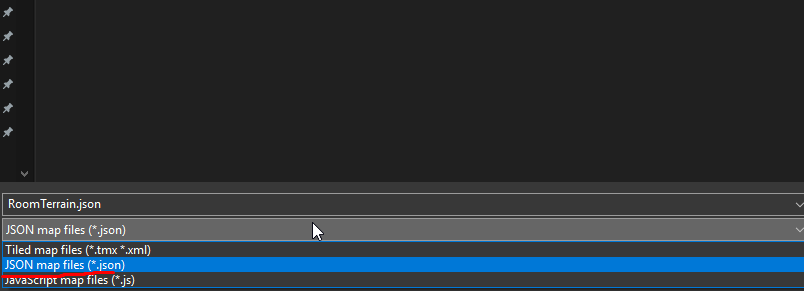 RoomTerrain.json
JSON map files (*.json)
Tiled map files (*.tmx *.xml)
JSON map files (*.json)
JavaScript map files (*.js)